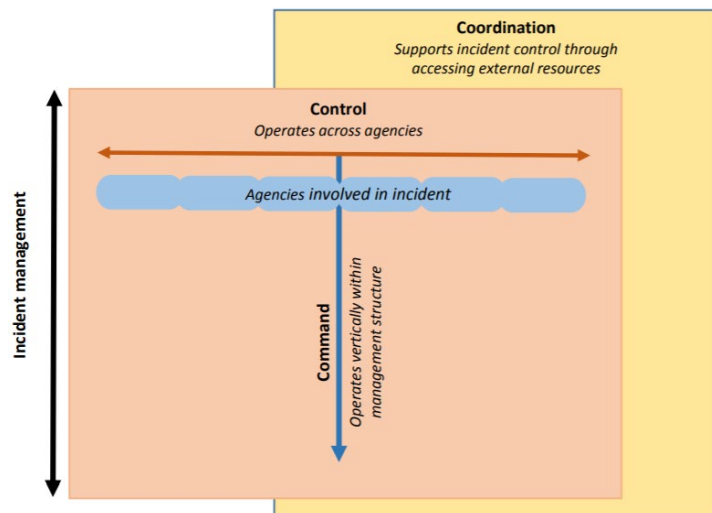 Coordination
Supports incident control through
accessing external resources
Control
Operates across agencies
Agencies involved in incident
Incident management
Command
Operates vertically within
management structure